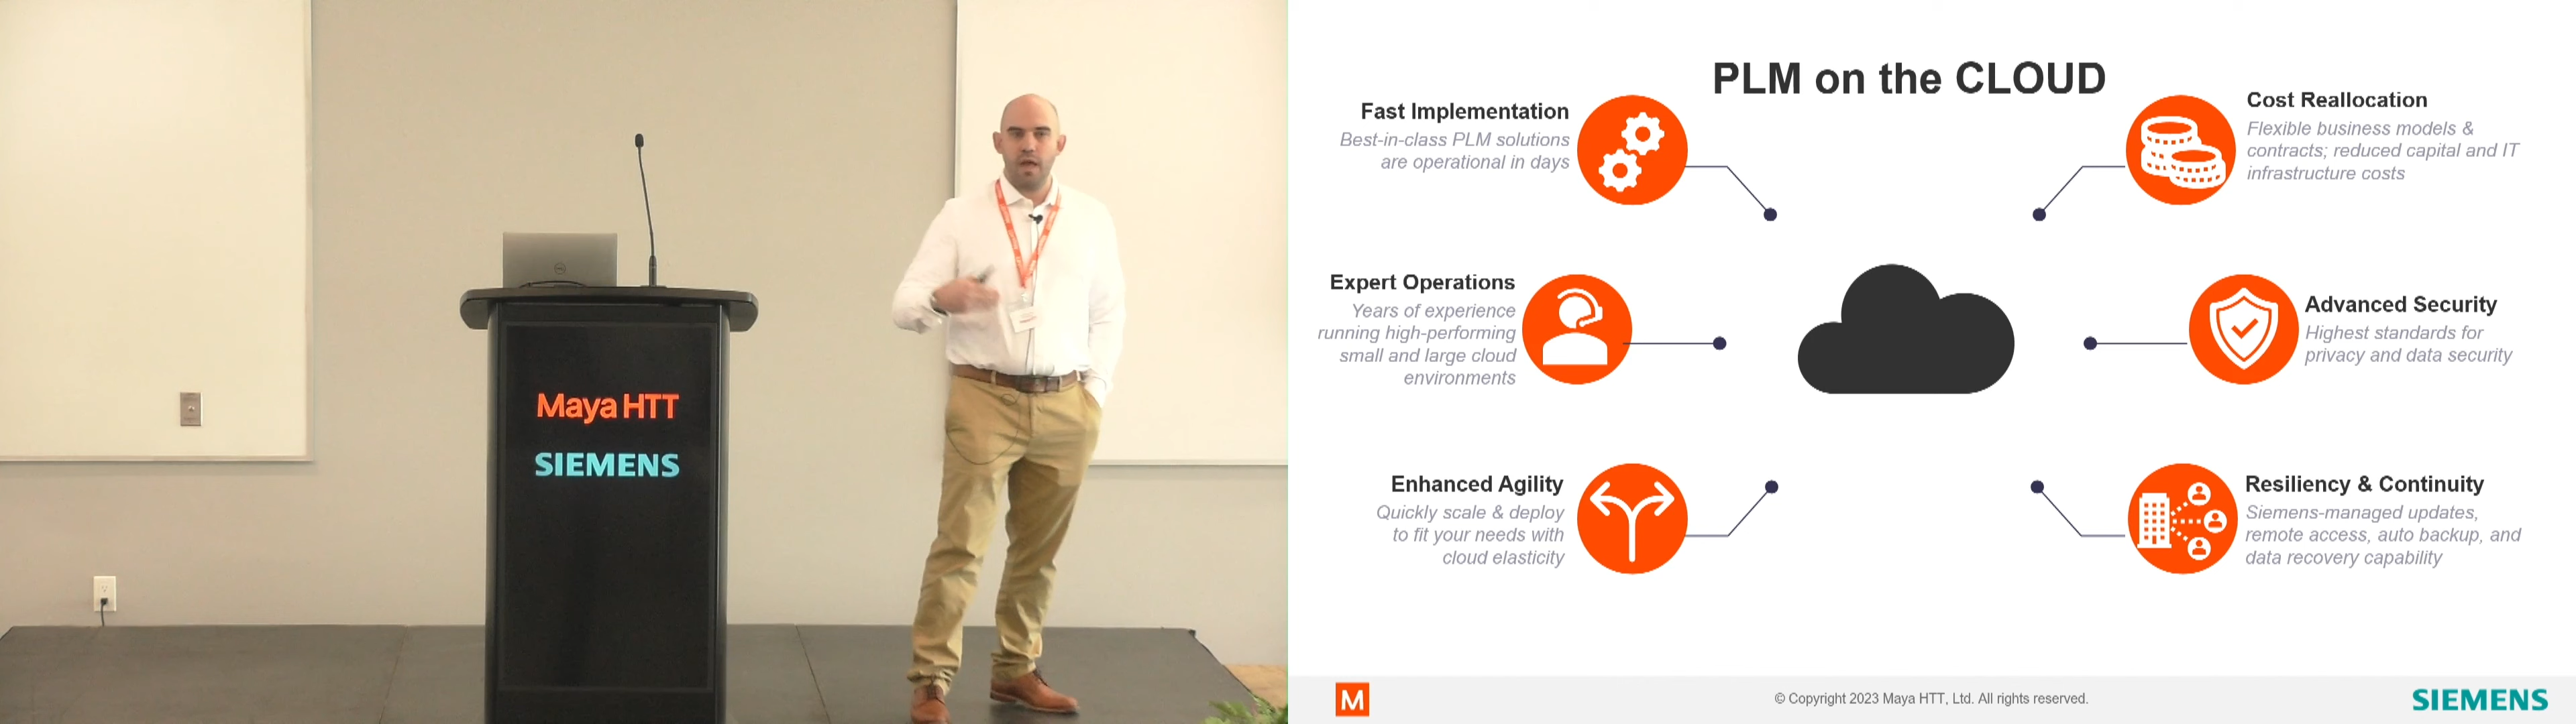 Maya HTT
SIEMENS
PLM on the CLOUD
Fast Implementation
Best-in-class PLM solutions
are operational in days
Expert Operations
Years of experience
running high-performing
small and large cloud
environments
Enhanced Agility
Quickly scale & deploy
to fit your needs with
cloud elasticity
Cost Reallocation
Flexible business models &
contracts; reduced capital and IT
infrastructure costs
Advanced Security
Highest standards for
privacy and data security
Resiliency & Continuity
Siemens-managed updates,
remote access, auto backup, and
data recovery capability
M
© Copyright 2023 Maya HTT, Ltd. All rights reserved.
SIEMENS